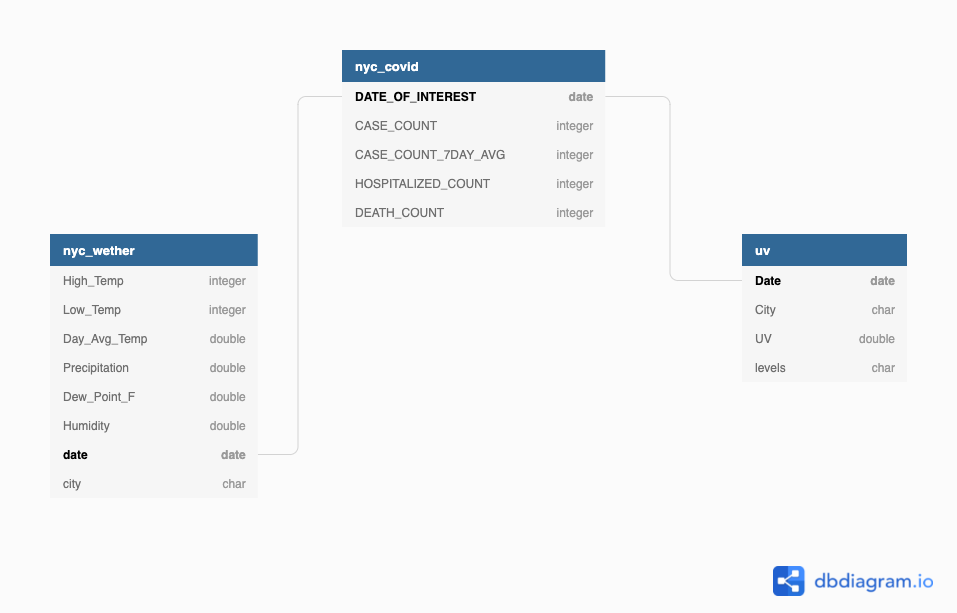 nyc_covid
DATE_OF_INTEREST date
CASE_COUNT integer
CASE_COUNT_7DAY_AVG integer
HOSPITALIZED_COUNT integer
DEATH_COUNT integer
nyc_wether
High_Temp integer
Low_Temp integer
Day_Avg_Temp double
Precipitation double
Dew_Point_F double
Humidity double
date date
city char
uv
Date date
City char
UV double
levels char
dbdiagram.io